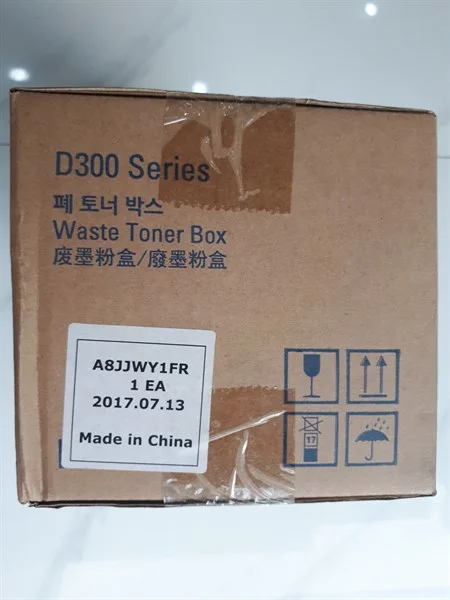 D300 Series
폐 토너 박스
Waste Toner Box
废墨粉盒/廢墨粉盒
A8JJWY1FR
1 EA
2017.07.13
Made in China
17